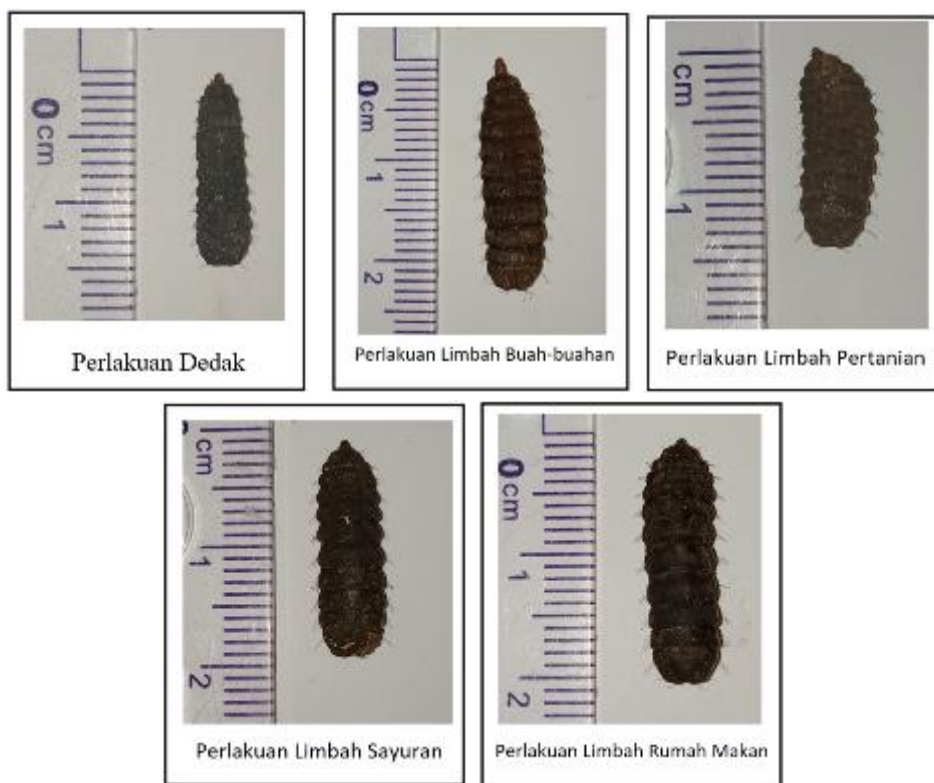 0 cm
1
Perlakuan Dedak
0 cm
1
2
Perlakuan Limbah Buah-buahan
cm
1
Perlakuan Limbah Pertanian
cm
1
2
Perlakuan Limbah Sayuran
0 cm
1
2
Perlakuan Limbah Rumah Makan